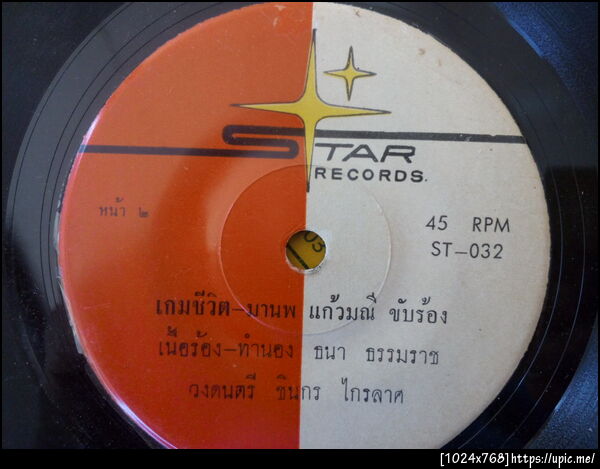 STAR
RECORDS.
หน้า ๒
45 RPM
ST-032
03
เกมชีวิต-มานพ แก้วมณี ขับร้อง
เนื้อร้อง-ทำนอง ธนา ธรรมราช
วงดนตรี ชินกร ไกรลาศ
[1024x768]https://upic.me/